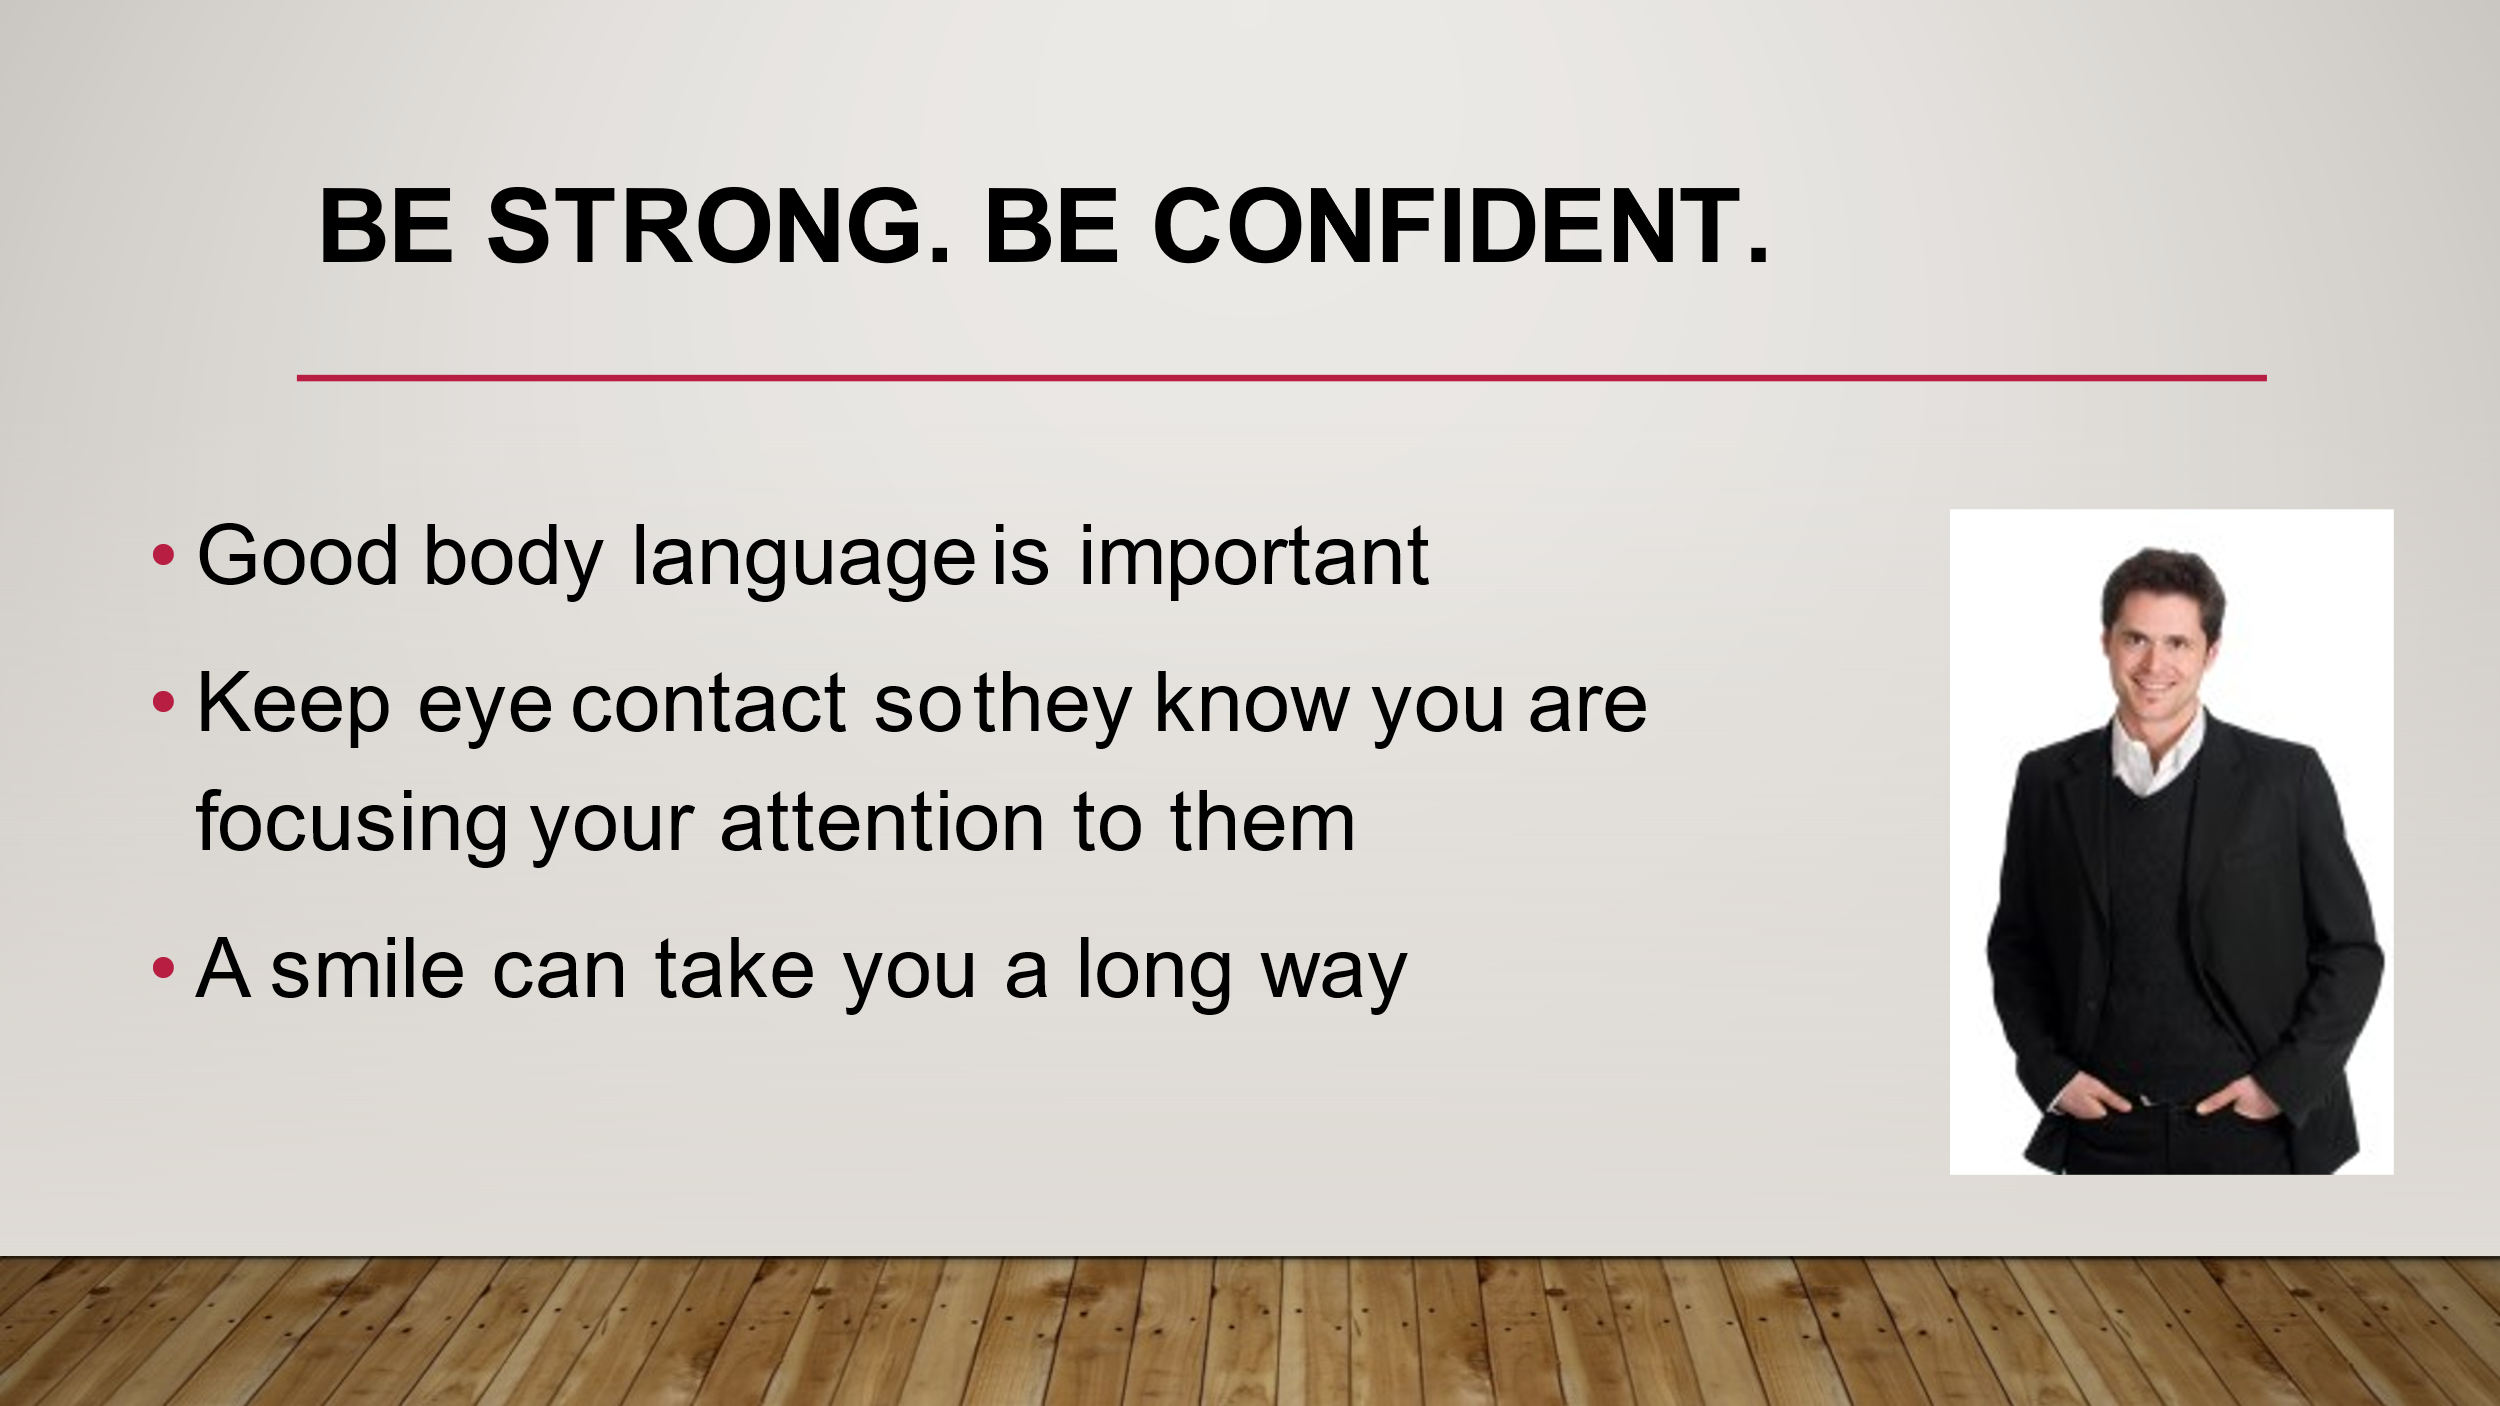 BE STRONG. BE CONFIDENT.
• Good body language is important
• Keep eye contact so they know you are
focusing your attention to them
• A smile can take you a long way